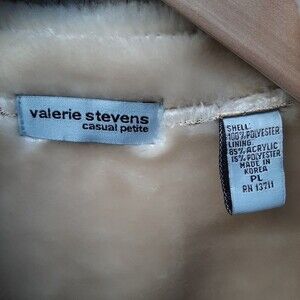 valerie stevens
casual petite
SHELL:
100% POLYESTER
LINING
85% ACRYLIC
15% POLYESTER
MADE IN
KOREA
PL
RN 13711